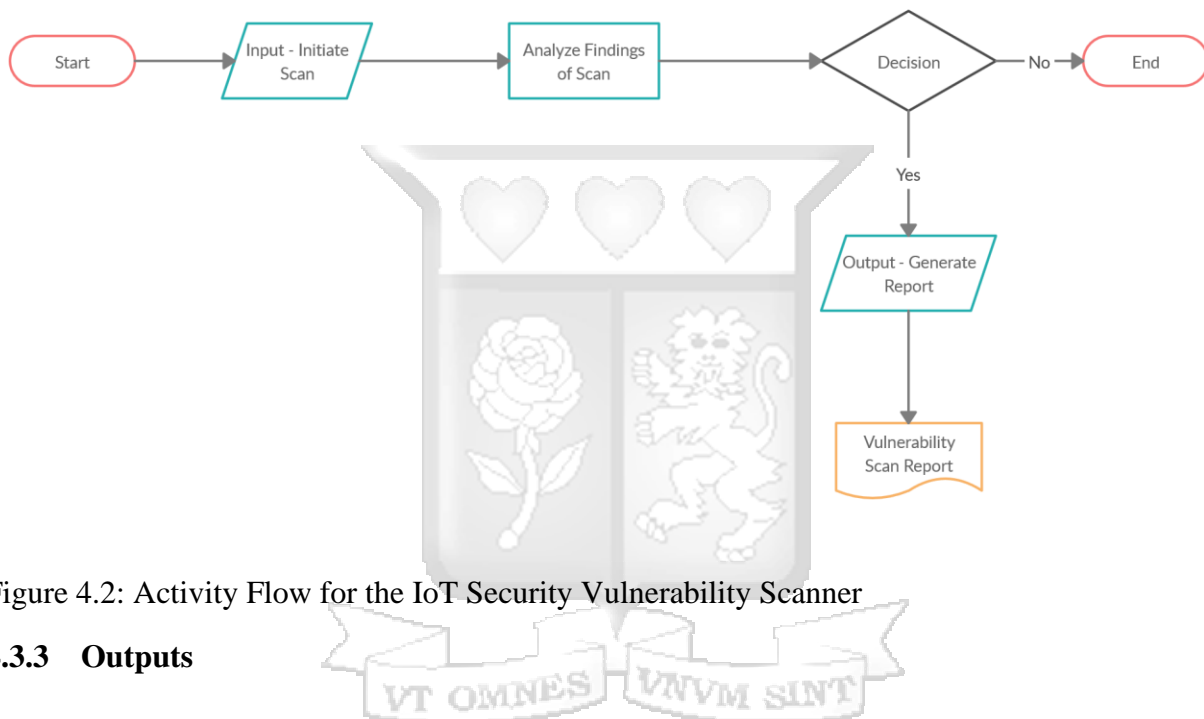 Start
Input - Initiate
Scan
Analyze Findings
of Scan
Decision
No
End
Yes
Output - Generate
Report
Vulnerability
Scan Report
Figure 4.2: Activity Flow for the IoT Security Vulnerability Scanner
.3.3 Outputs
VT OMNES VNVM SINT